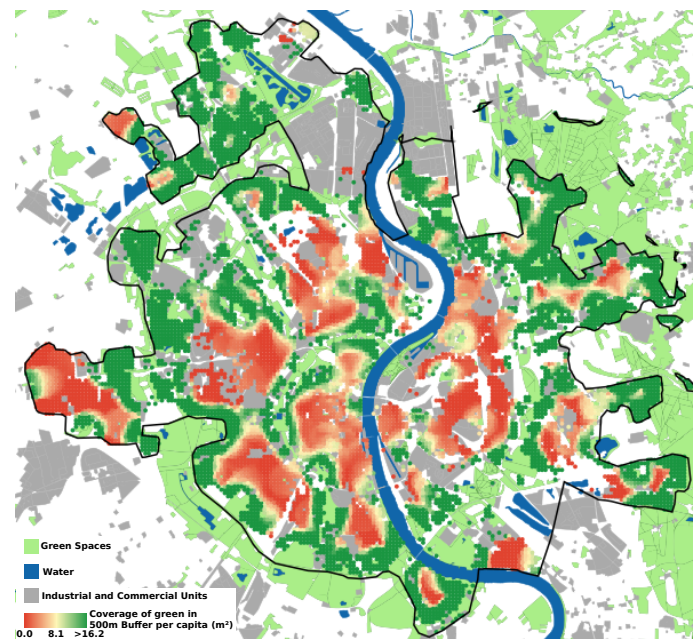 Green Spaces
Water
Industrial and Commercial Units
Coverage of green in
500m Buffer per capita (m²)
0.0 8.1 >16.2